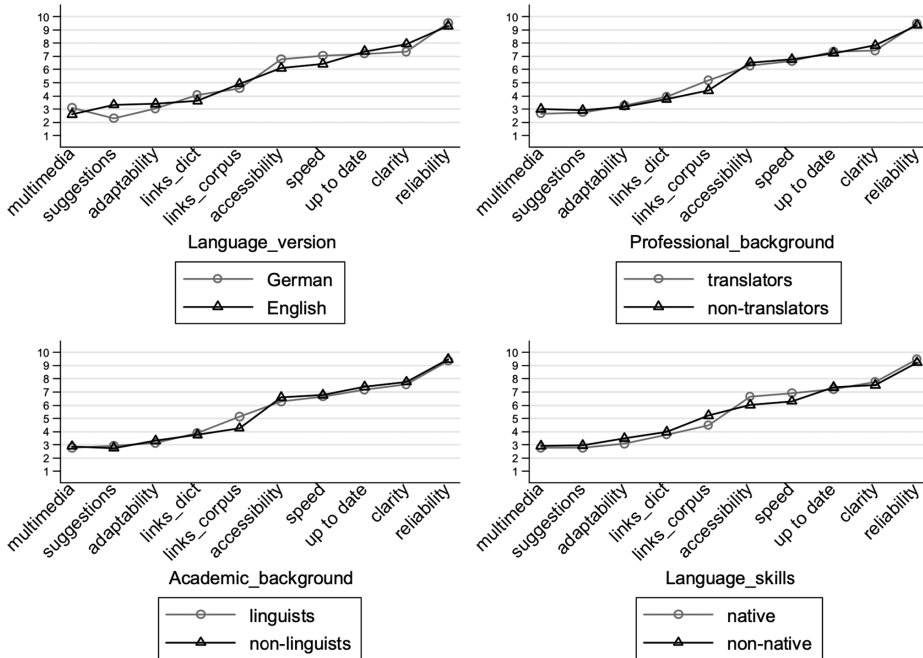 10
9
8
7
6
5
4
3
2
1
multimedia
suggestions
adaptability
links_dict
links_corpus
accessibility
speed
up to date
clarity
reliability
Language_version
German
English
10
9
8
7
6
5
4
3
2
1
multimedia
suggestions
adaptability
links_dict
links_corpus
accessibility
speed
up to date
clarity
reliability
Professional_background
translators
non-translators
10
9
8
7
6
5
4
3
2
1
multimedia
suggestions
adaptability
links_dict
links_corpus
accessibility
speed
up to date
clarity
reliability
Academic_background
linguists
non-linguists
10
9
8
7
6
5
4
3
2
1
multimedia
suggestions
adaptability
links_dict
links_corpus
accessibility
speed
up to date
clarity
reliability
Language_skills
native
non-native